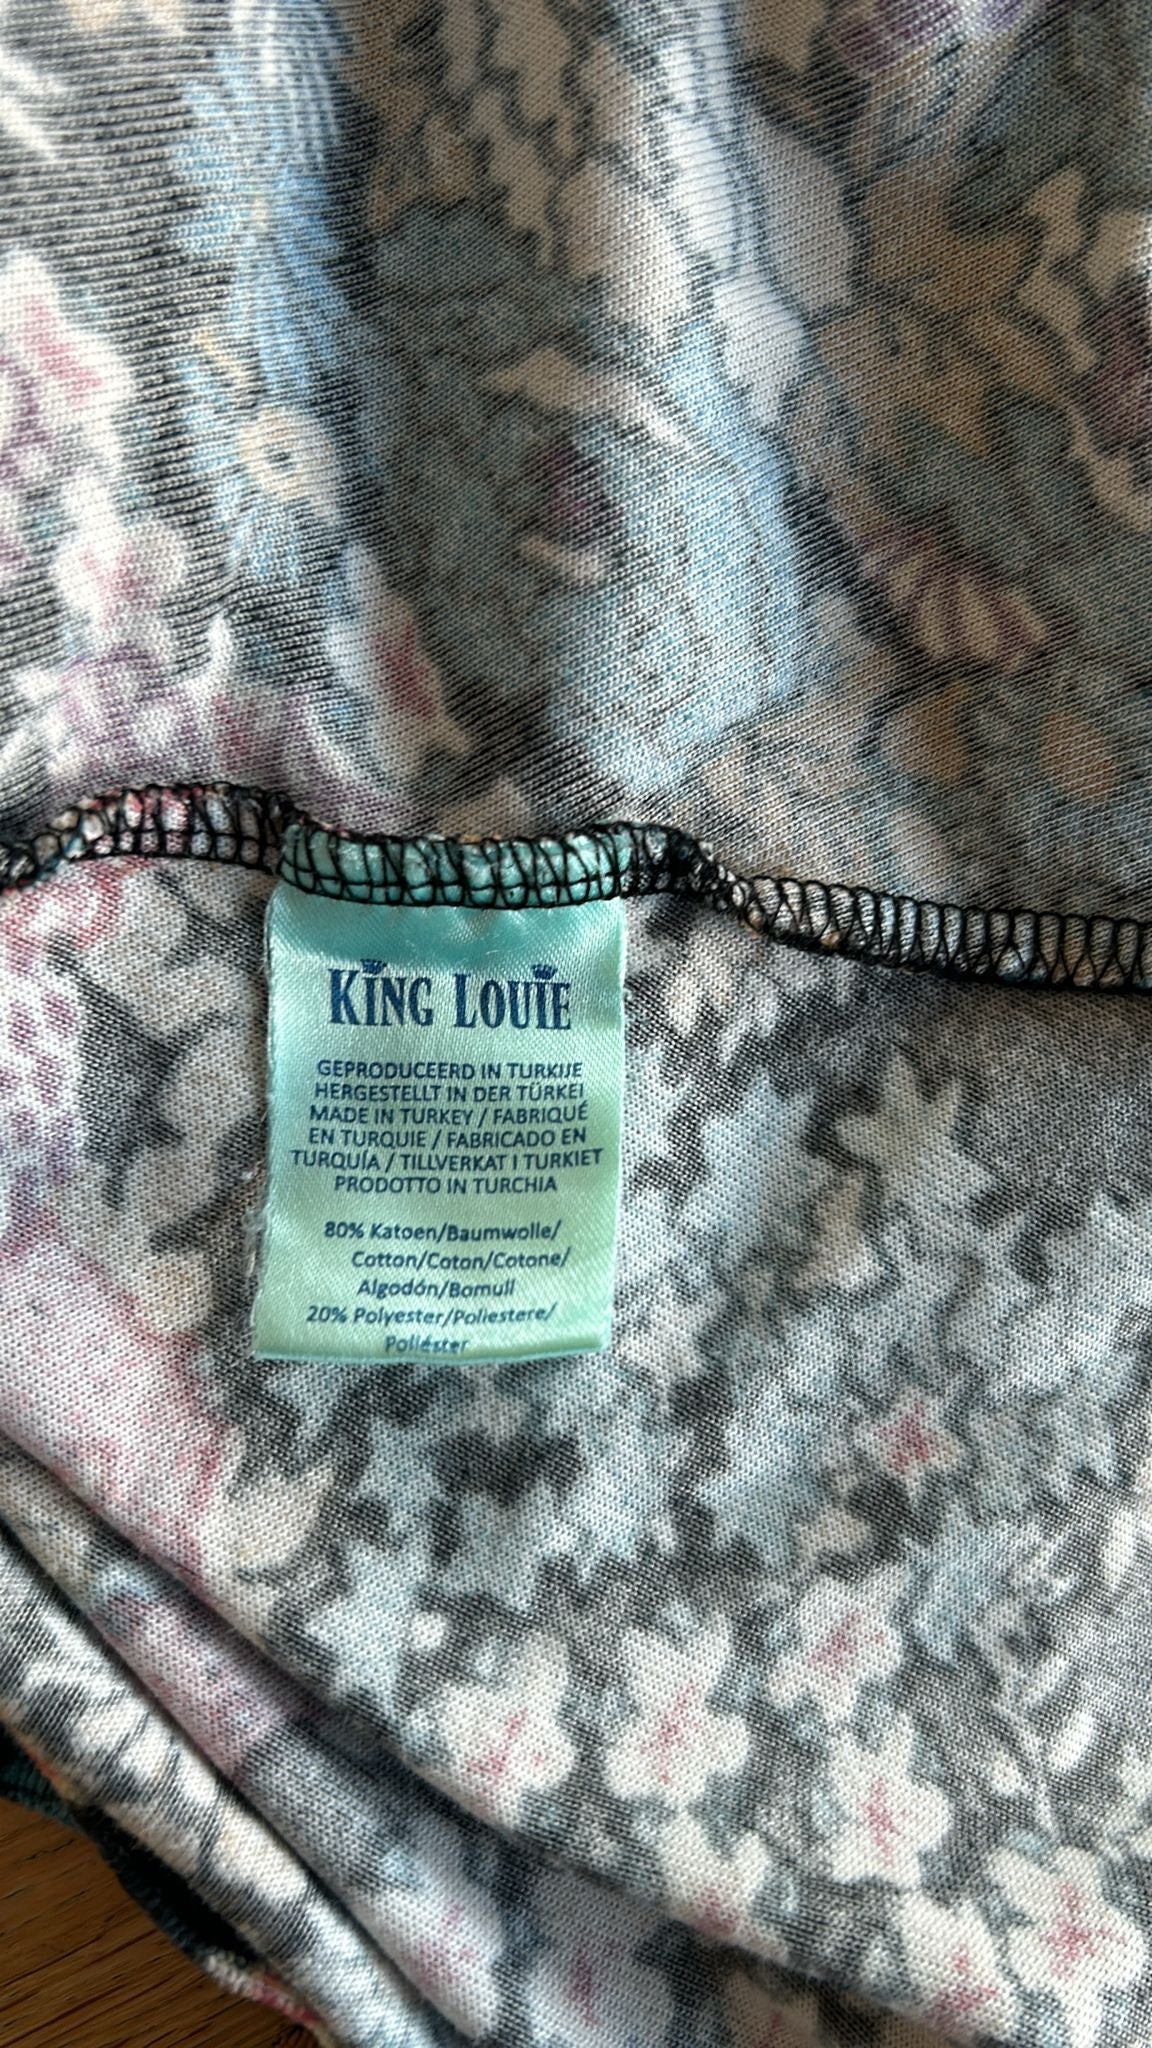 KING LOUIE
GEPRODUCEERD IN TURKIJE
HERGESTELLT IN DER TÜRKEI
MADE IN TURKEY / FABRIQUÉ
EN TURQUIE / FABRICADO EN
TURQUÍA / TILLVERKAT I TURKIET
PRODOTTO IN TURCHIA
80% Katoen/Baumwolle/
Cotton/Coton/Cotone/
Algodón/Bomull
20% Polyester/Poliestere/
Poliéster